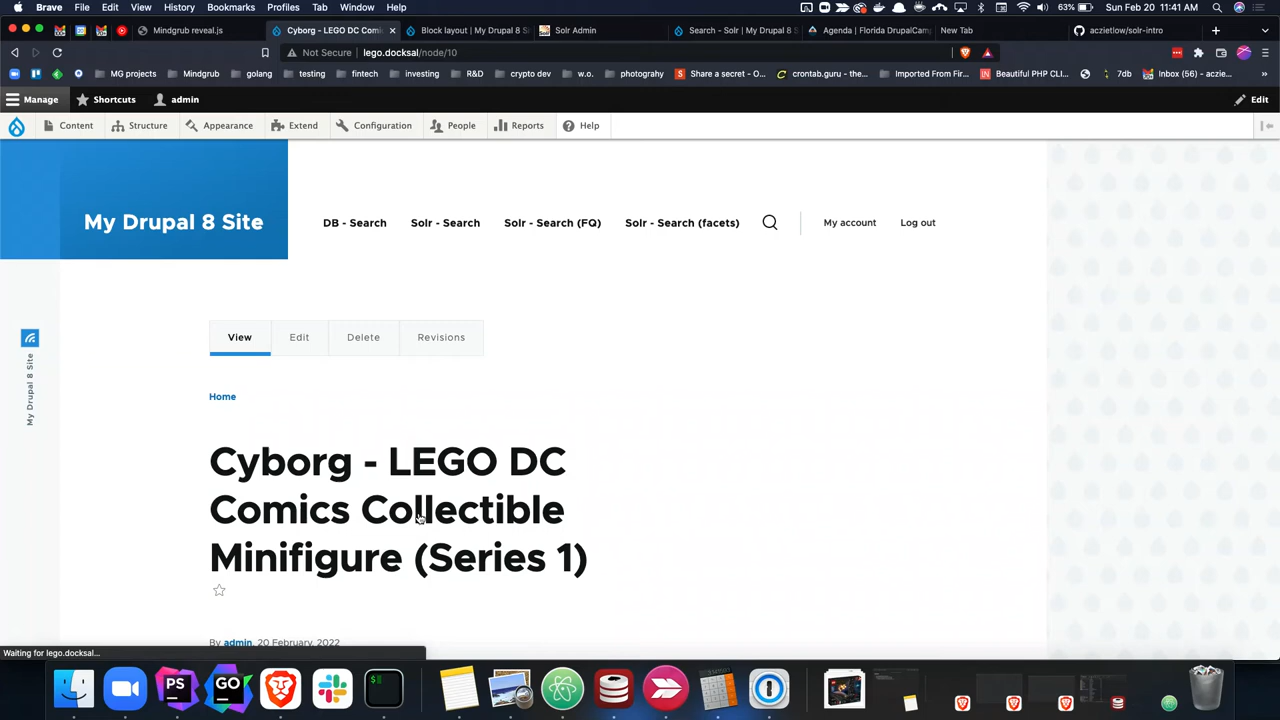 Brave File Edit View History Bookmarks Profiles Tab Window Help
63% Sun Feb 20 11:41 AM
Mindgrub reveal.js
Cyborg - LEGO DC Comi
Block layout | My Drupal 8 S
Solr Admin
Search - Solr | My Drupal 8 S
Agenda | Florida DrupalCam
New Tab
aczietlow/solr-intro
Not Secure lego.docksal/node/10
MG projects Mindgrub golang testing fintech investing R&D crypto dev w.o. photograhy Share a secret - O... crontab.guru - the... Imported From Fir... Beautiful PHP CLI... 7db Inbox (56) - aczie...
Manage Shortcuts admin Edit
Content Structure Appearance Extend Configuration People Reports Help
My Drupal 8 Site
DB - Search Solr - Search Solr - Search (FQ) Solr - Search (facets) My account Log out
View Edit Delete Revisions
My Drupal 8 Site
Home
Cyborg - LEGO DC
Comics Collectible
Minifigure (Series 1)
By admin, 20 February, 2022
Waiting for lego.docksal...
PS
GO